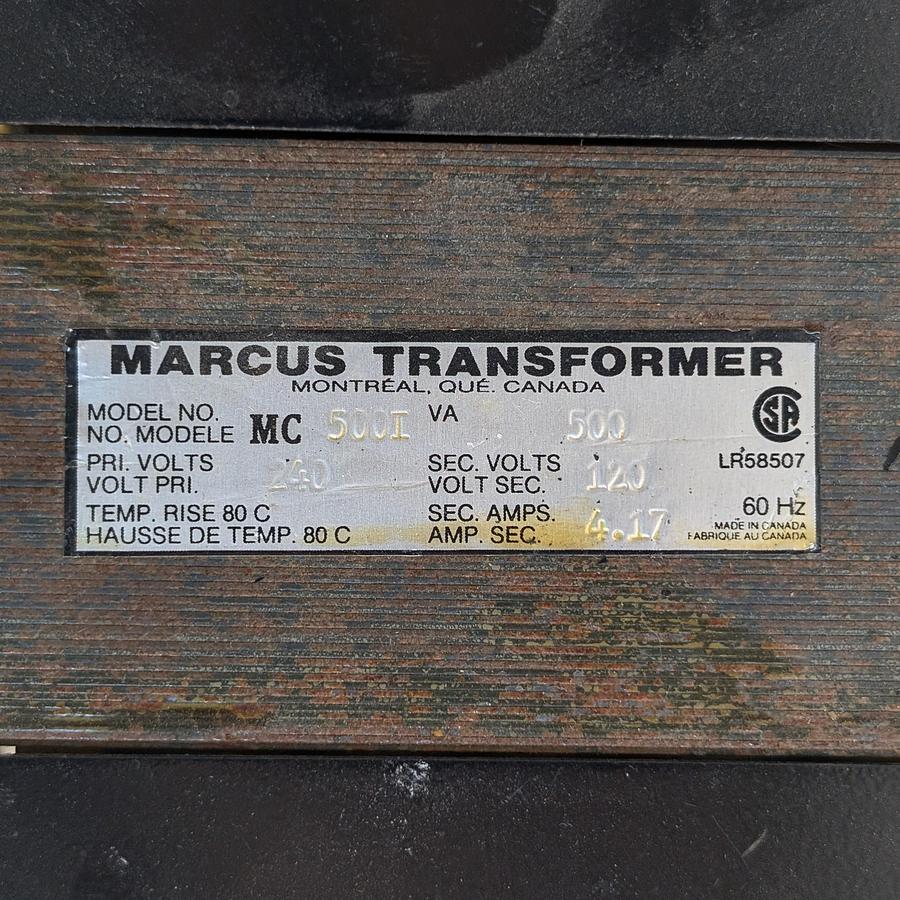 MARCUS TRANSFORMER
MONTRÉAL, QUÉ. CANADA
MODEL NO.
NO. MODELE MC 500I
VA 500
PRI. VOLTS
VOLT PRI. 240
SEC. VOLTS
VOLT SEC. 120
TEMP. RISE 80 C
HAUSSE DE TEMP. 80 C
SEC. AMPS.
AMP. SEC. 4.17
SA
LR58507
60 Hz
MADE IN CANADA
FABRIQUE AU CANADA